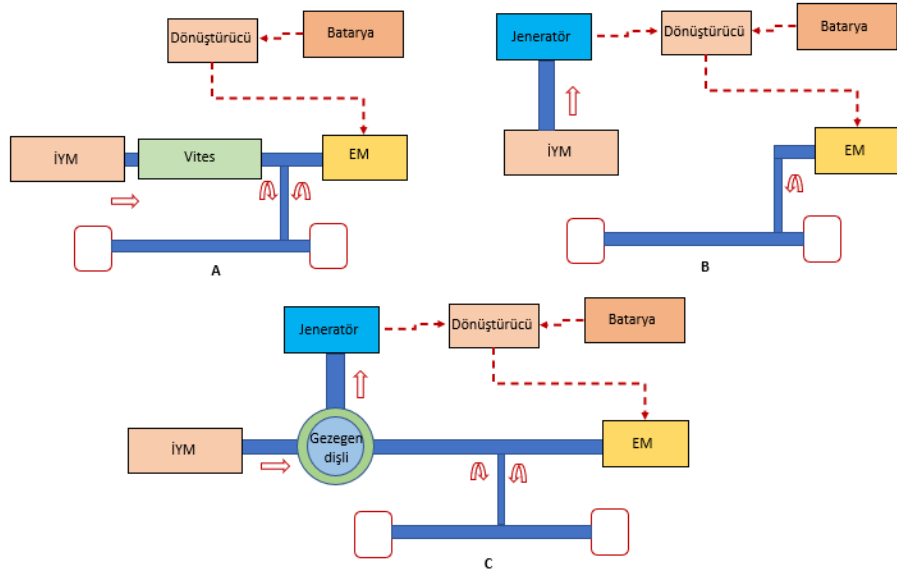 Dönüştürücü
Batarya
İYM
Vites
EM
A
Jeneratör
Dönüştürücü
Batarya
İYM
EM
B
Jeneratör
Dönüştürücü
Batarya
İYM
Gezegen
dişli
EM
C